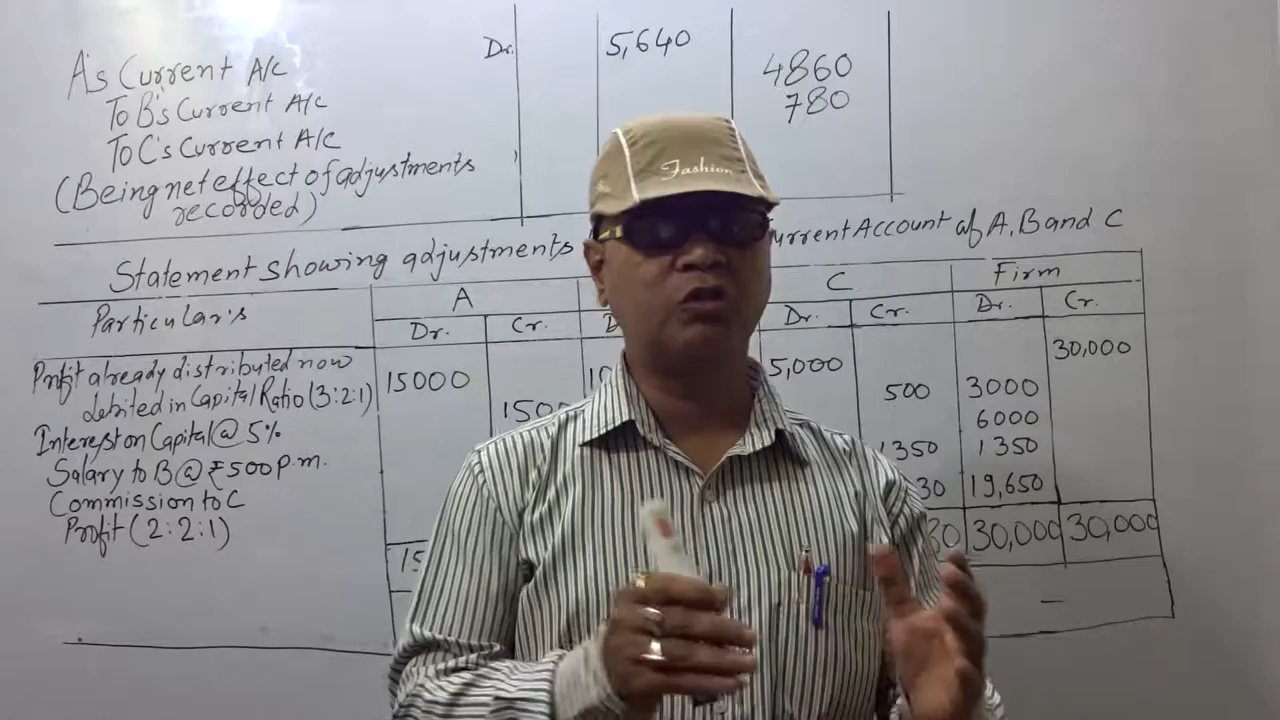 A's Current A/c Dr. 5,640
To B's Current A/c 4860
To C's Current A/c 780
(Being net effect of adjustments
recorded)
Statement showing adjustments Current Account of A, B and C
Particular's A C Firm
Dr. Cr. Dr. Cr. Dr. Cr.
Profit already distributed now 15000 5,000 30,000
debited in Capital Ratio (3:2:1)
Interest on Capital @ 5% 1500 500 3000
Salary to B @ ₹500 p.m. 6000
Commission to C 1350 1350
Profit (2:2:1) 19,650
30,000 30,000
-
Fashion